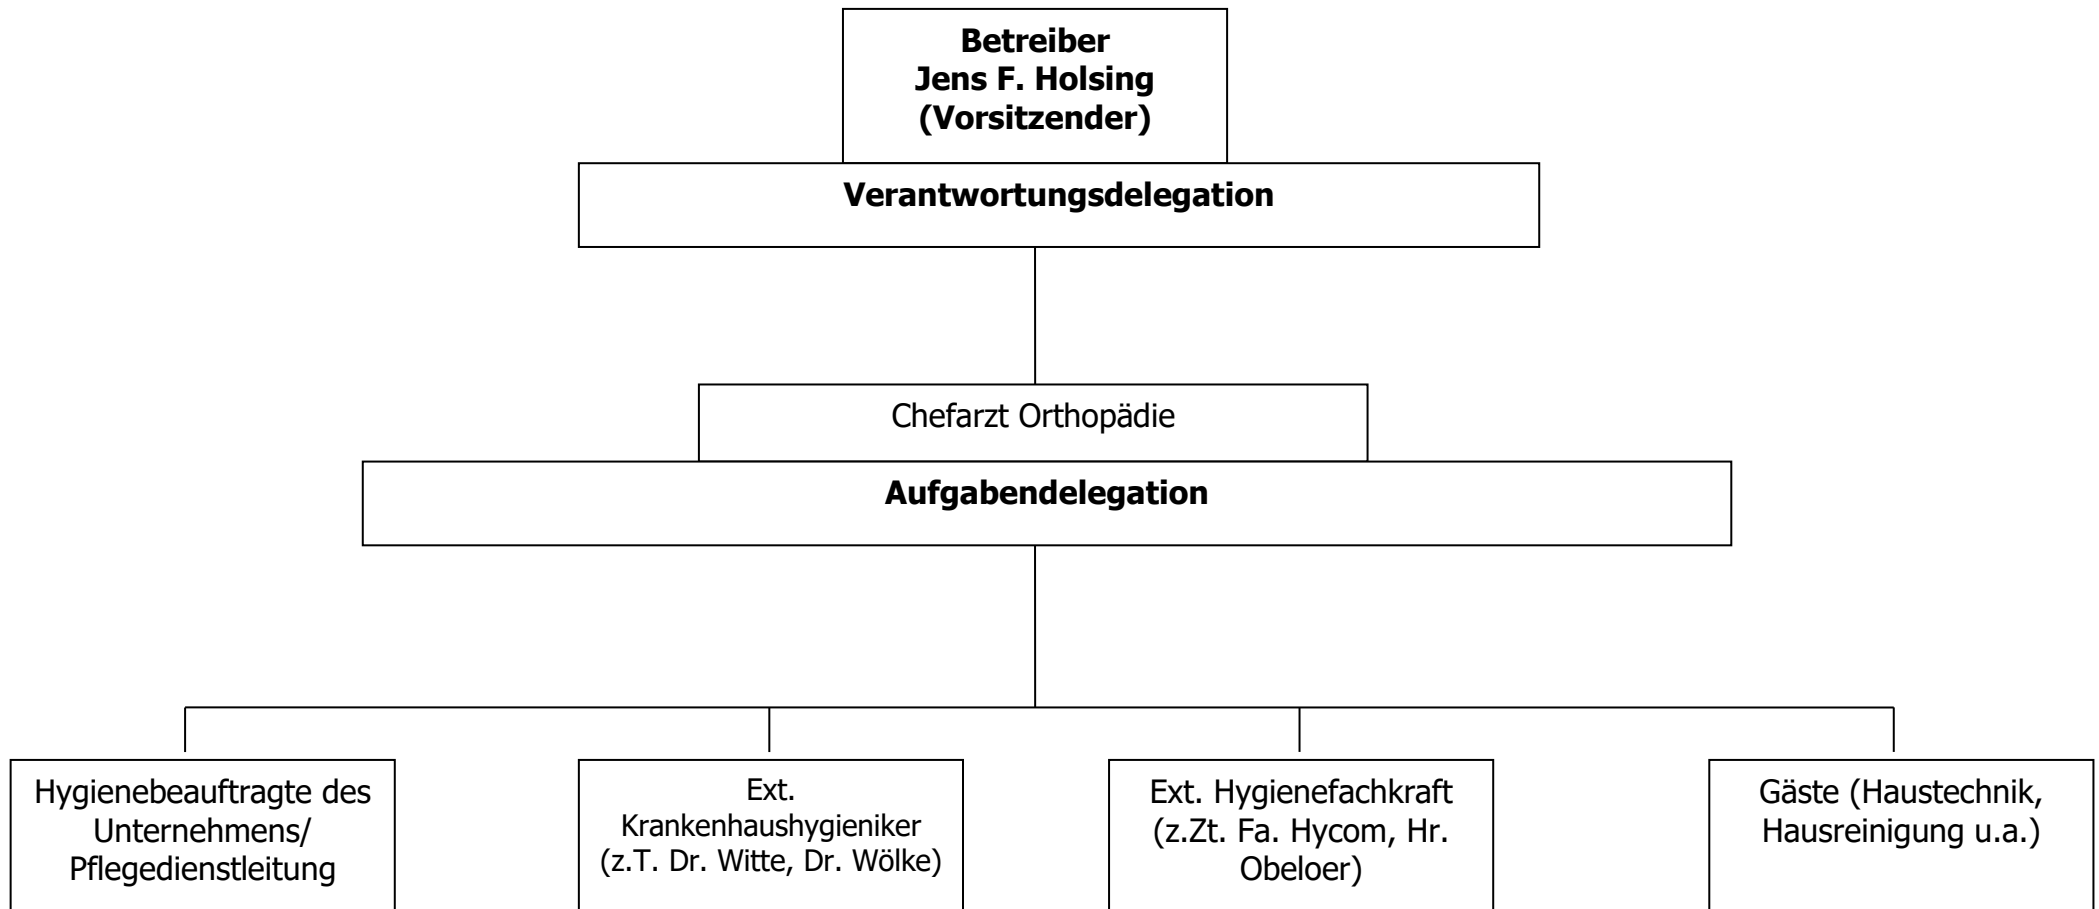 Betreiber
Jens F. Holsing
(Vorsitzender)
Verantwortungsdelegation
Chefarzt Orthopädie
Aufgabendelegation
Hygienebeauftragte des
Unternehmens/
Pflegedienstleitung
Ext.
Krankenhaushygieniker
(z.T. Dr. Witte, Dr. Wölke)
Ext. Hygienefachkraft
(z.Zt. Fa. Hycom, Hr.
Obeloer)
Gäste (Haustechnik,
Hausreinigung u.a.)